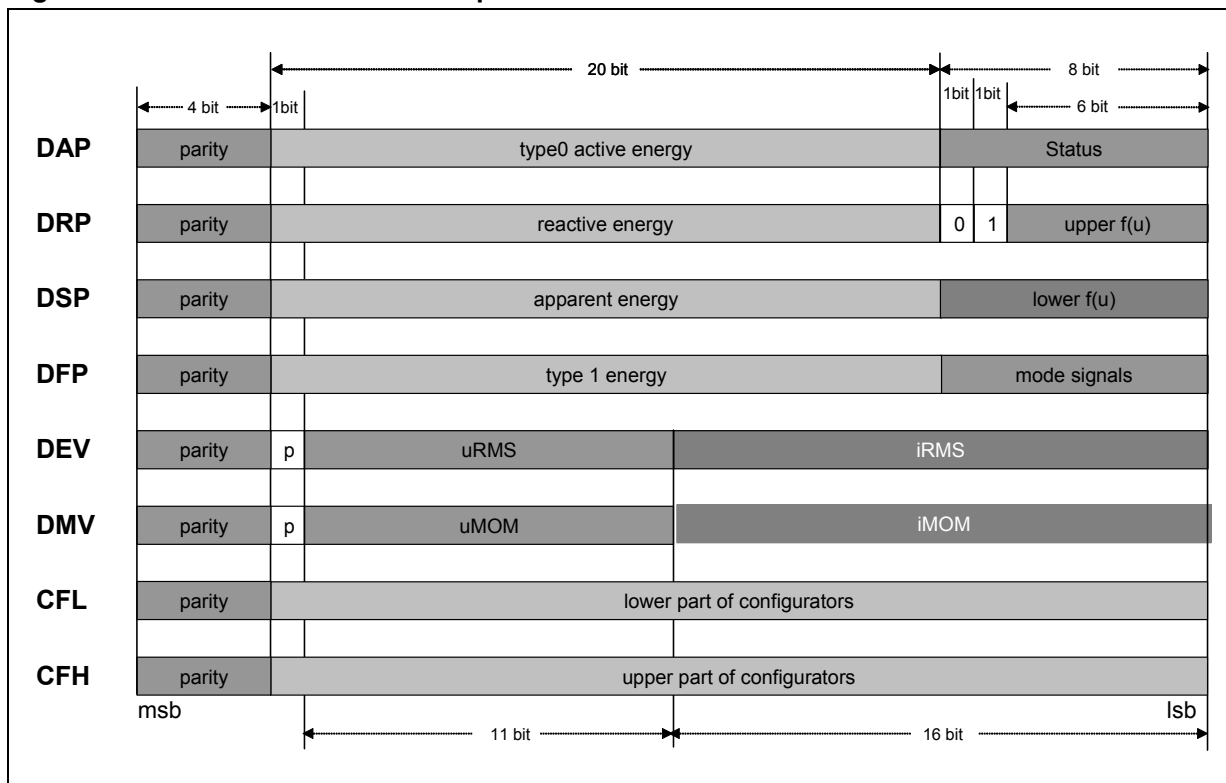 20 bit
8 bit
4 bit 1bit 1bit 1bit 6 bit
DAP parity type0 active energy Status
DRP parity reactive energy 0 1 upper f(u)
DSP parity apparent energy lower f(u)
DFP parity type 1 energy mode signals
DEV parity p uRMS iRMS
DMV parity p uMOM iMOM
CFL parity lower part of configurators
CFH parity upper part of configurators
msb lsb
11 bit 16 bit